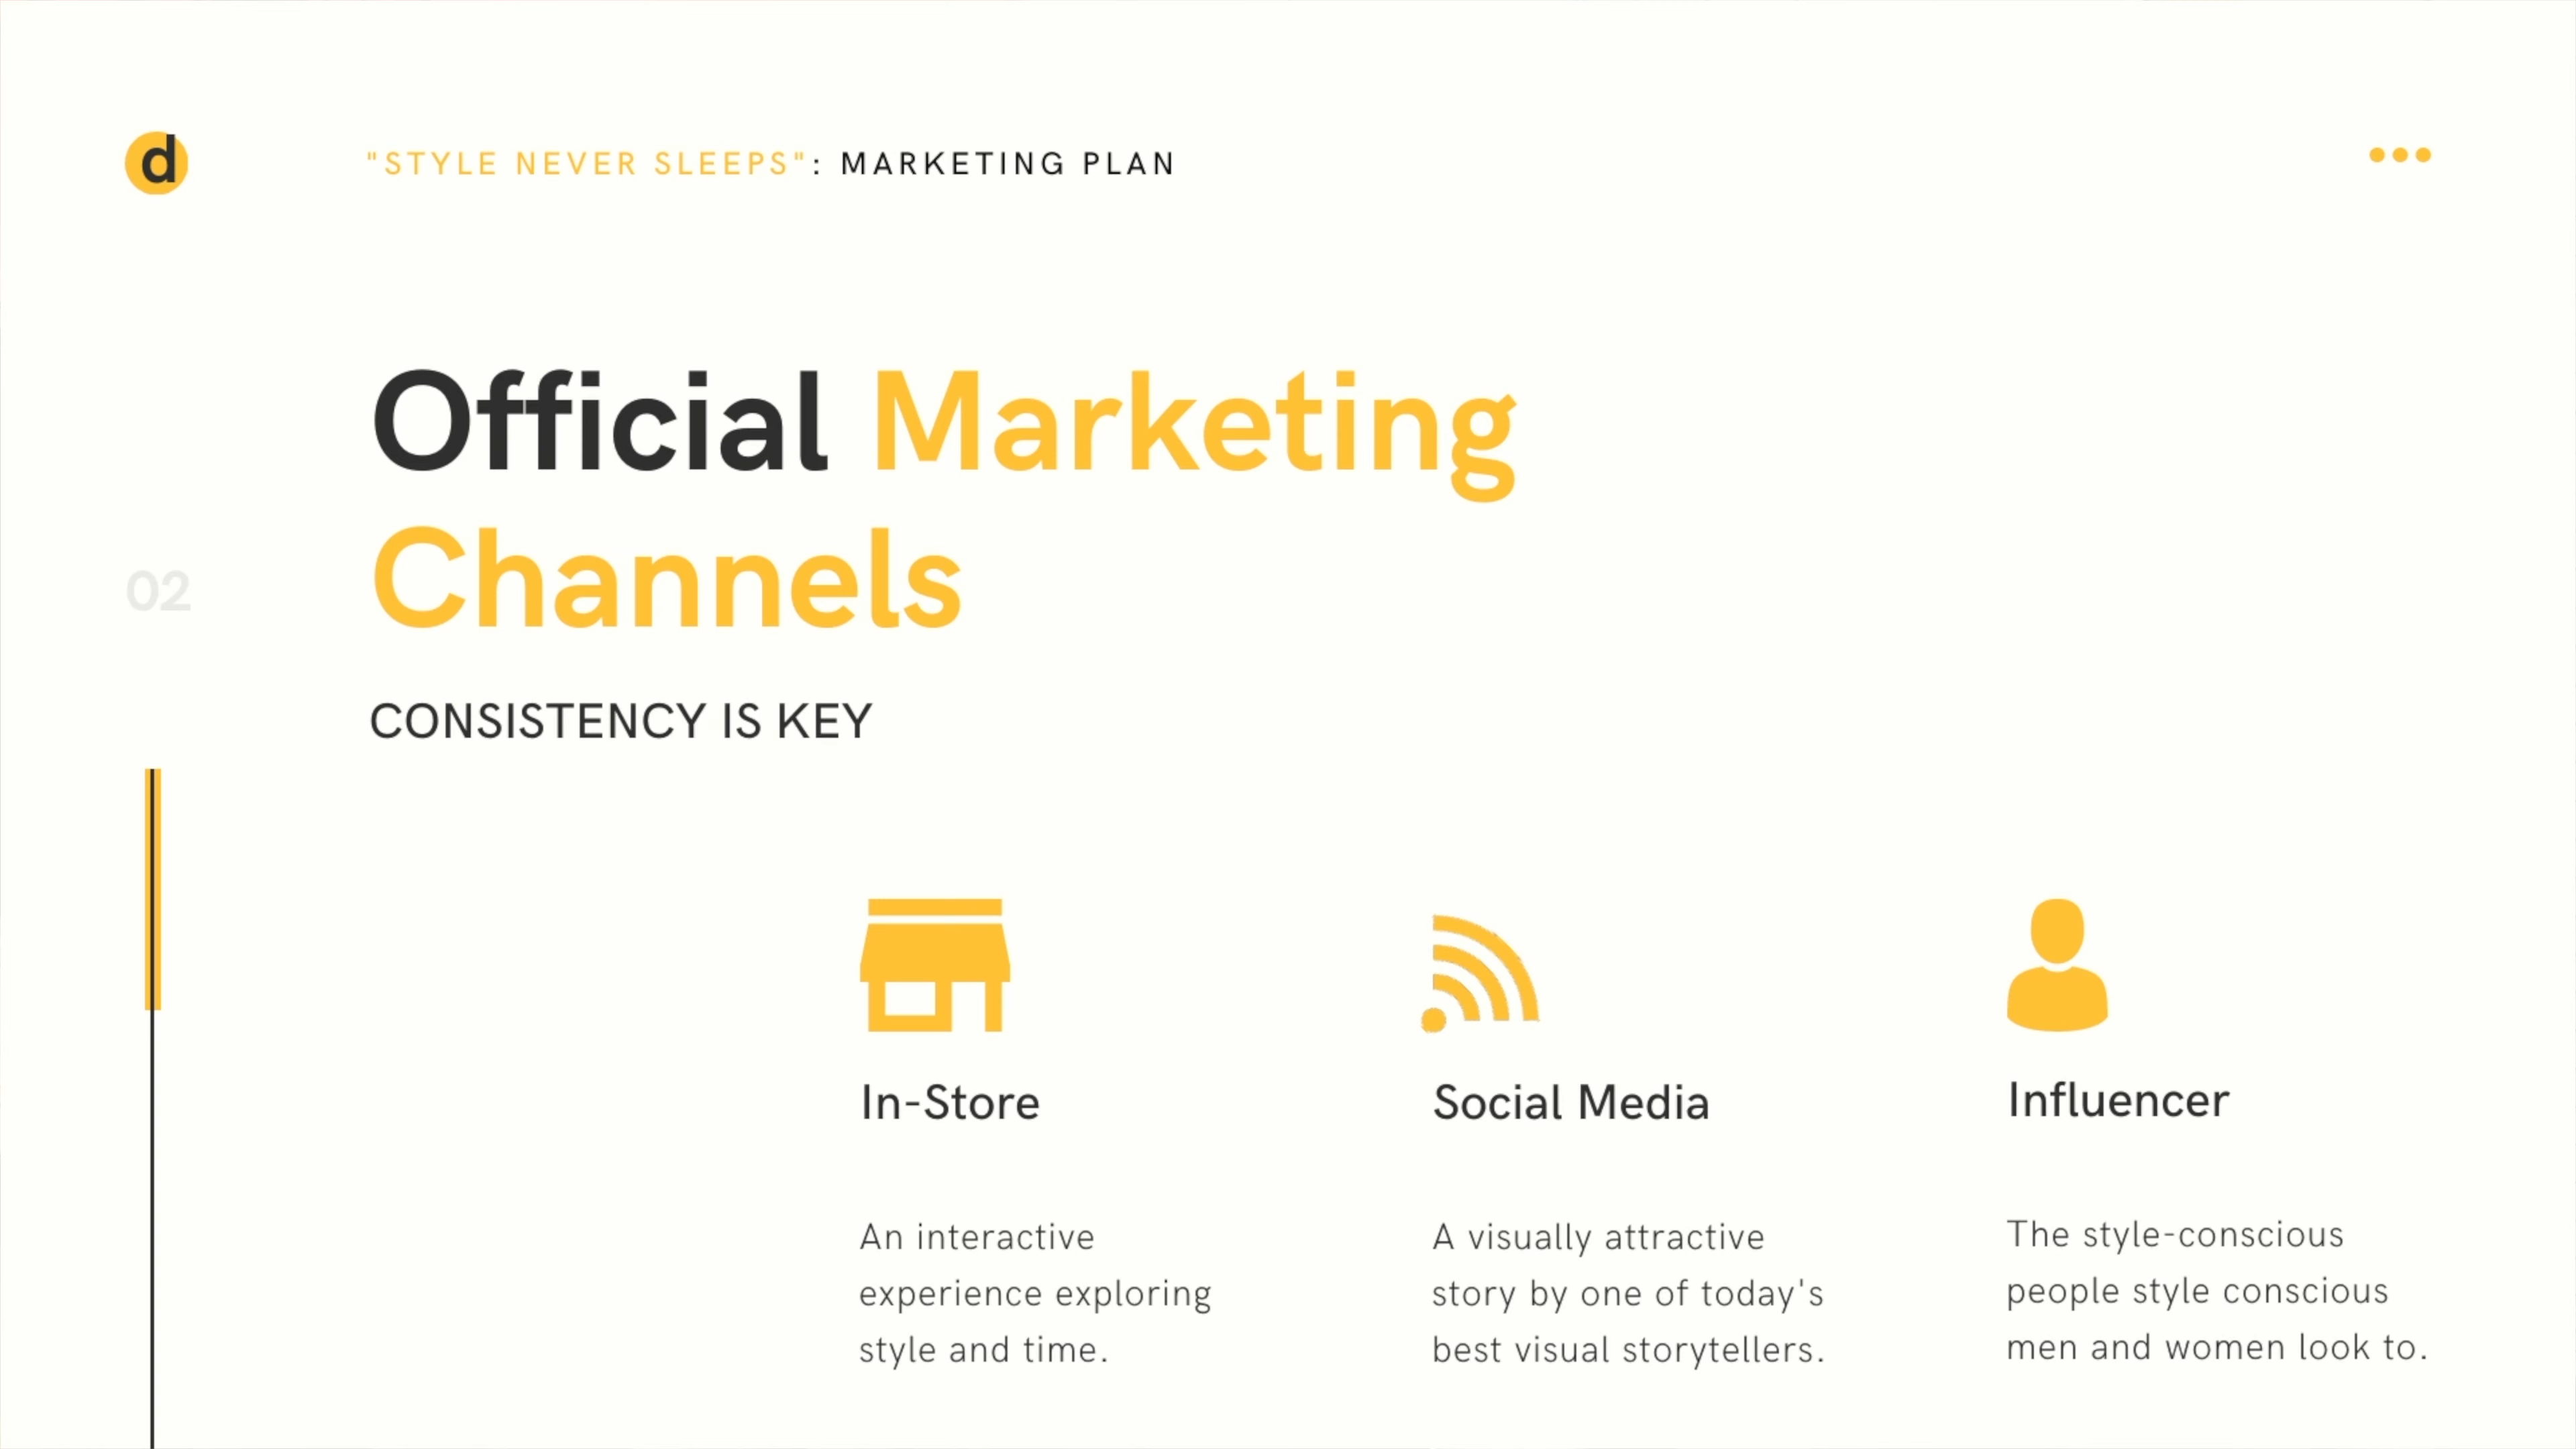 d
"STYLE NEVER SLEEPS": MARKETING PLAN
Official Marketing
Channels
02
CONSISTENCY IS KEY
In-Store
An interactive
experience exploring
style and time.
Social Media
A visually attractive
story by one of today's
best visual storytellers.
Influencer
The style-conscious
people style conscious
men and women look to.